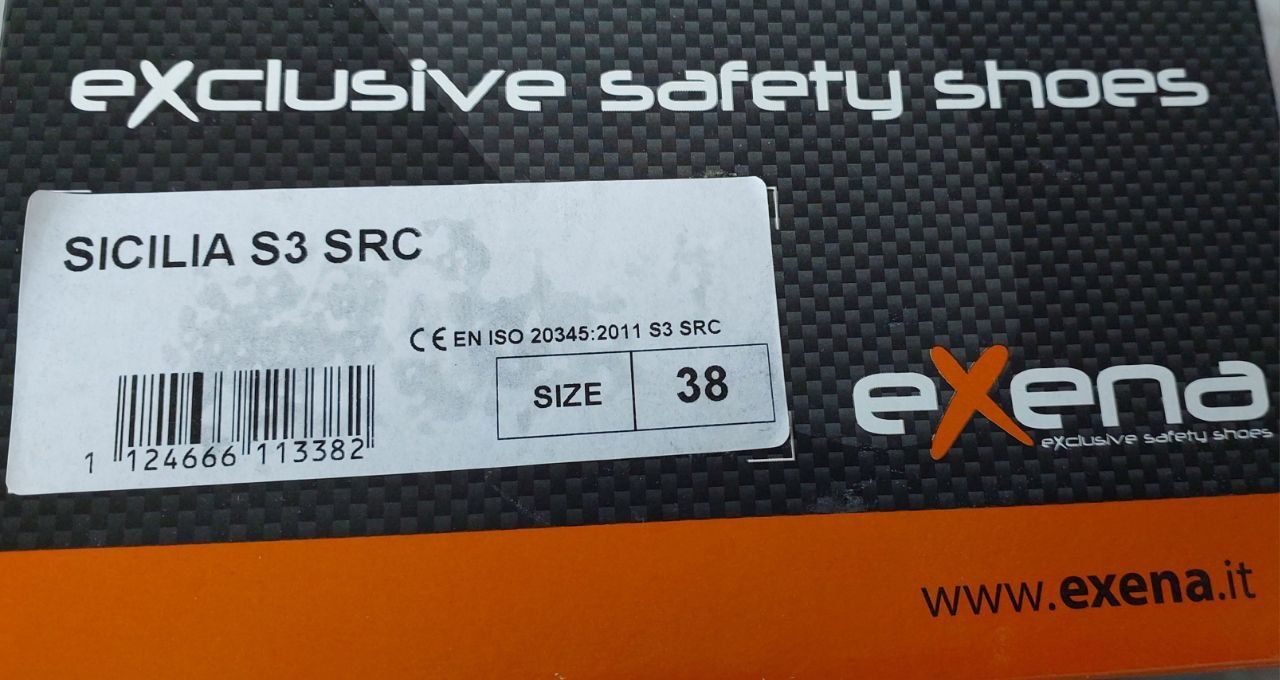 eXclusive safety shoes
SICILIA S3 SRC
CE EN ISO 20345:2011 S3 SRC
SIZE 38
1 124666 113382
eXena
eXclusive safety shoes
www.exena.it